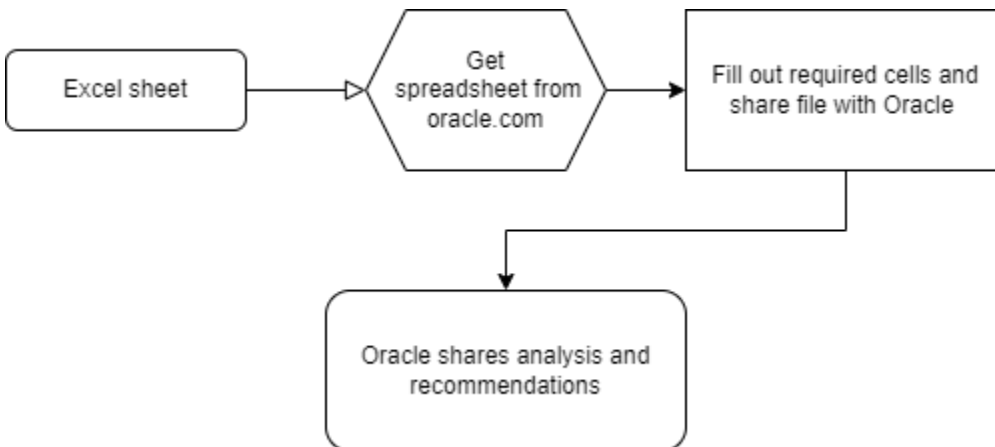 Excel sheet
Get
spreadsheet from
oracle.com
Fill out required cells and
share file with Oracle
Oracle shares analysis and
recommendations